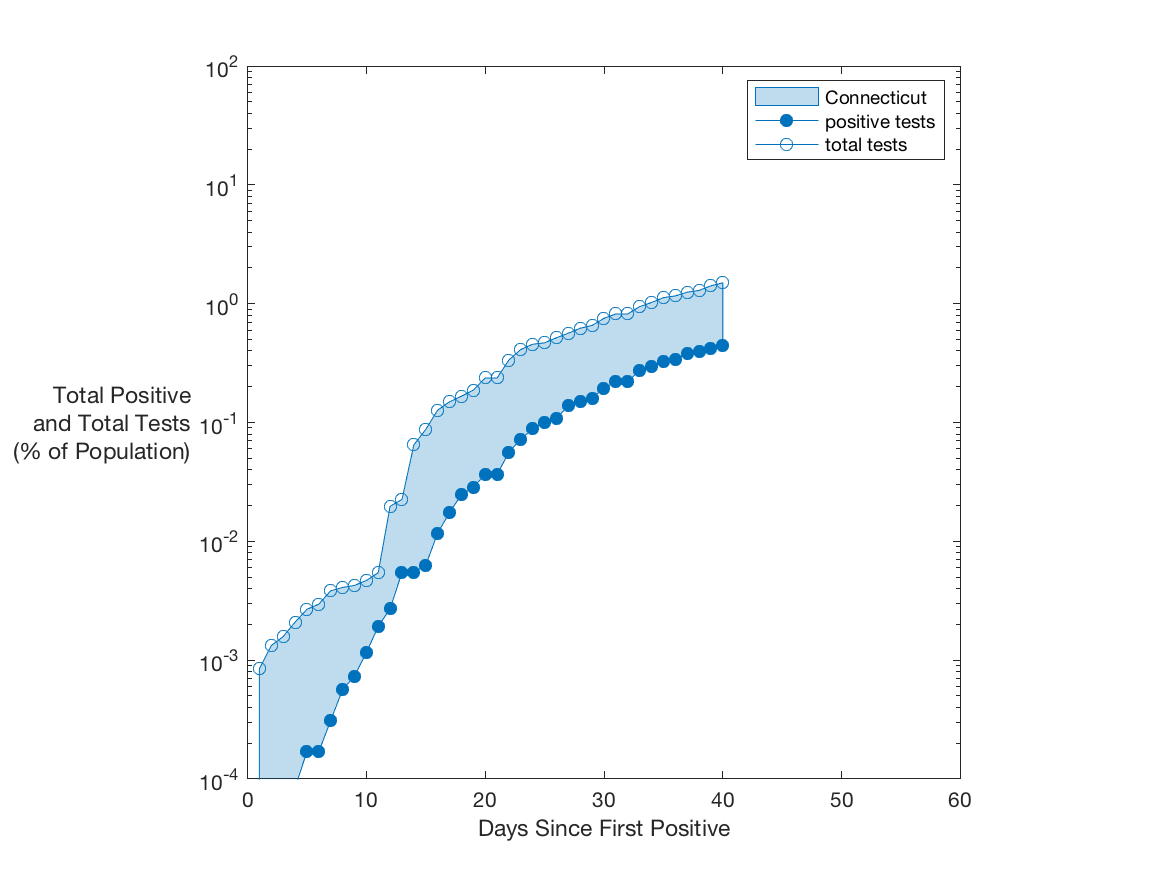 10^2
Connecticut
positive tests
total tests
10^1
10^0
Total Positive
and Total Tests
(% of Population)
10^-1
10^-2
10^-3
10^-4
0 10 20 30 40 50 60
Days Since First Positive